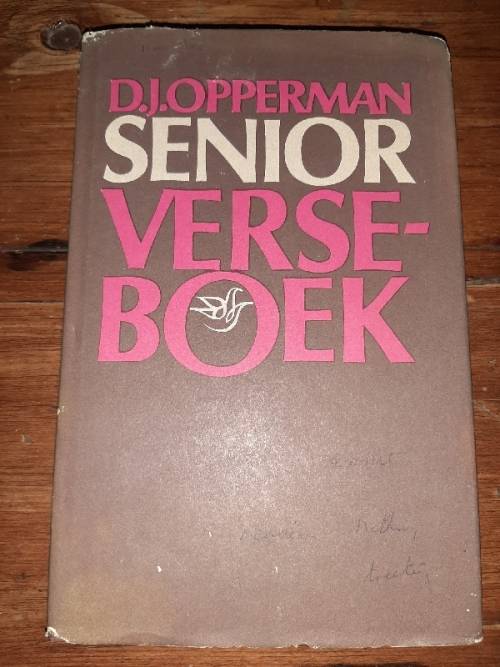 D.J. OPPERMAN
SENIOR
VERSE-
BOEK